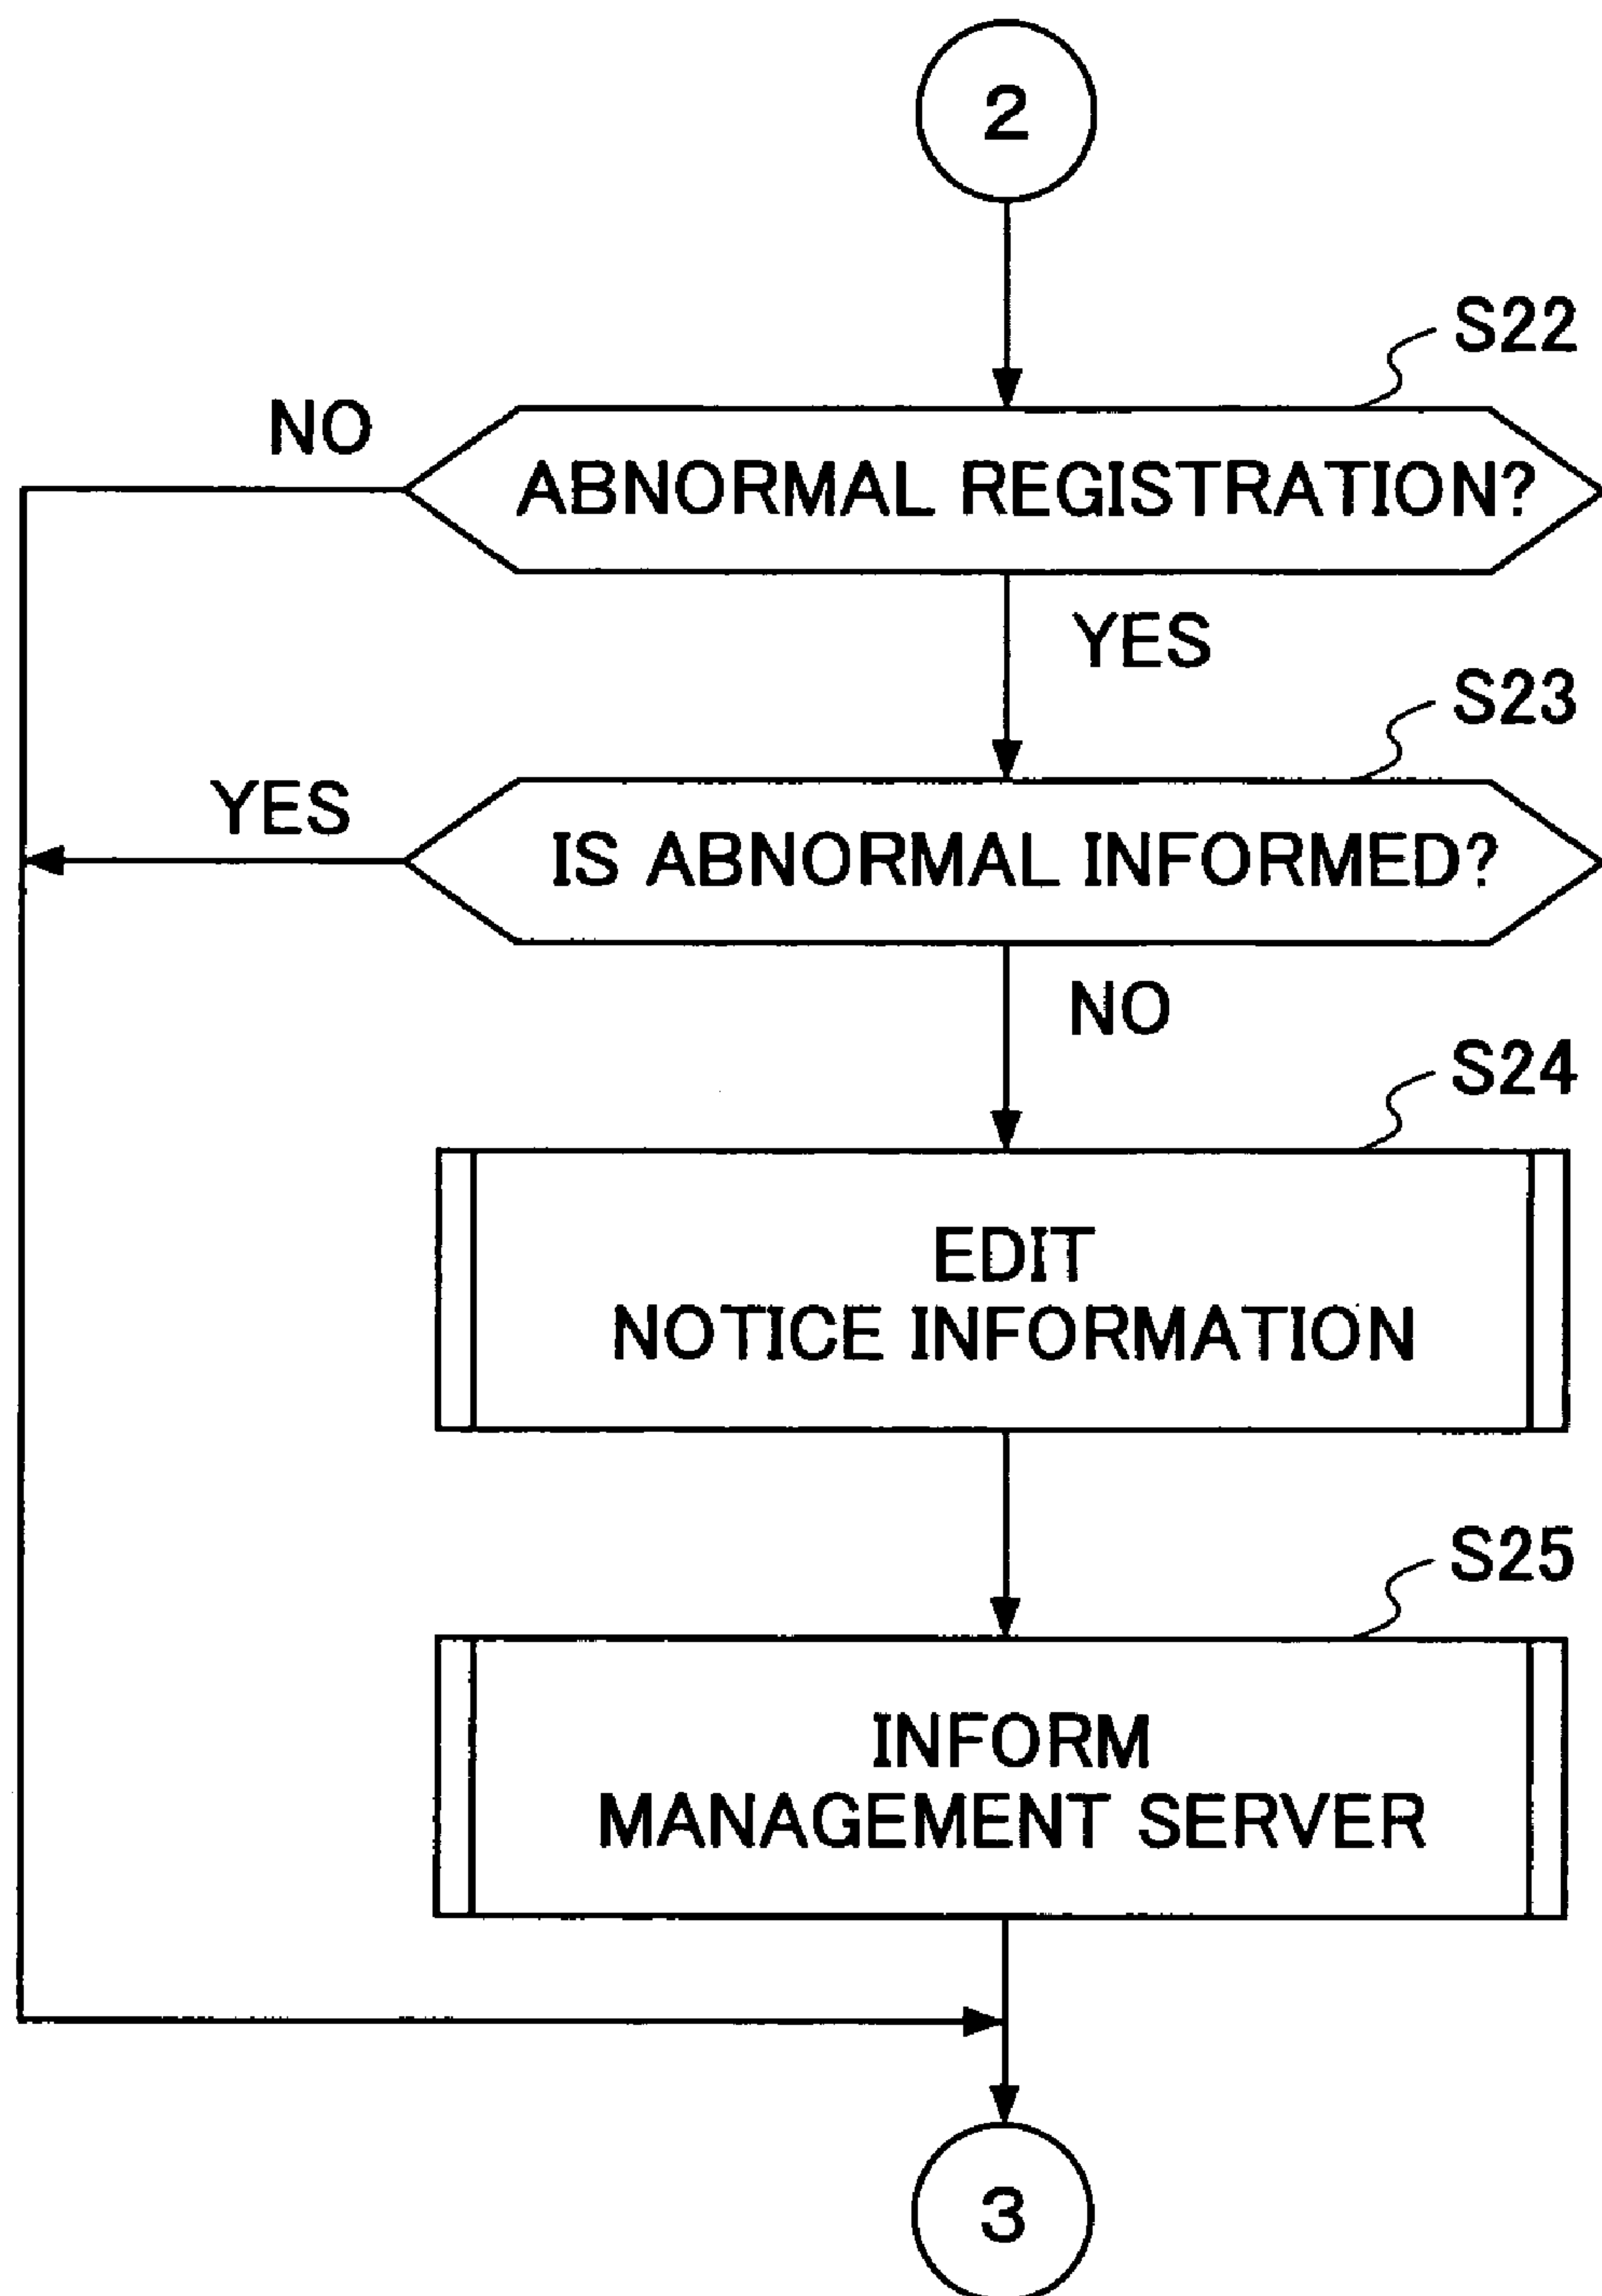 2
S22
NO
ABNORMAL REGISTRATION?
YES
S23
YES
IS ABNORMAL INFORMED?
NO
S24
EDIT
NOTICE INFORMATION
S25
INFORM
MANAGEMENT SERVER
3